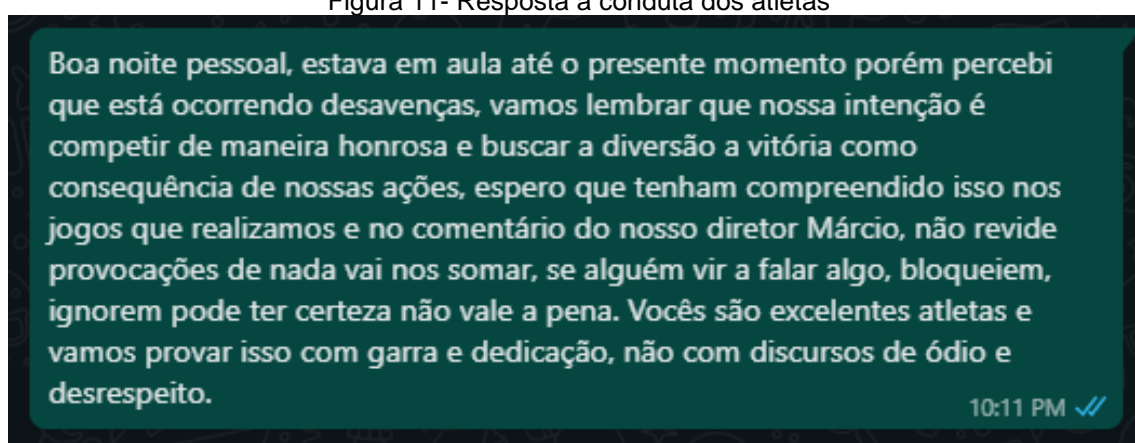 Figura 11- Resposta à conduta dos atletas
Boa noite pessoal, estava em aula até o presente momento porém percebi
que está ocorrendo desavenças, vamos lembrar que nossa intenção é
competir de maneira honrosa e buscar a diversão a vitória como
consequência de nossas ações, espero que tenham compreendido isso nos
jogos que realizamos e no comentário do nosso diretor Márcio, não revide
provocações de nada vai nos somar, se alguém vir a falar algo, bloqueiem,
ignorem pode ter certeza não vale a pena. Vocês são excelentes atletas e
vamos provar isso com garra e dedicação, não com discursos de ódio e
desrespeito.
10:11 PM